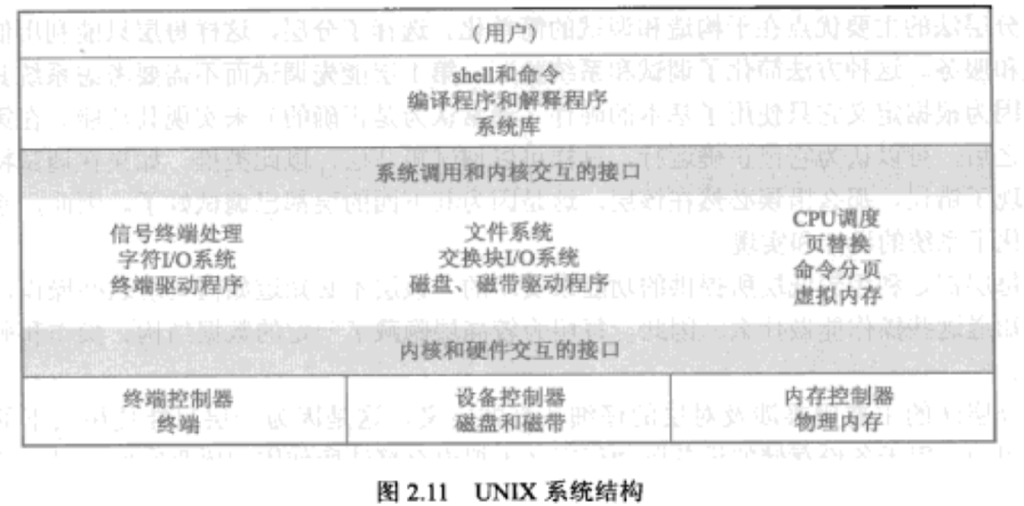 (用户)
shell和命令
编译程序和解释程序
系统库
系统调用和内核交互的接口
信号终端处理
字符I/O系统
终端驱动程序
文件系统
交换块I/O系统
磁盘、磁带驱动程序
CPU调度
页替换
命令分页
虚拟内存
内核和硬件交互的接口
终端控制器
终端
设备控制器
磁盘和磁带
内存控制器
物理内存
图 2.11 UNIX 系统结构